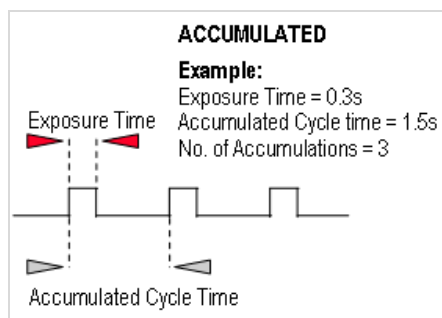 ACCUMULATED
Example:
Exposure Time = 0.3s
Accumulated Cycle time = 1.5s
No. of Accumulations = 3
Exposure Time
Accumulated Cycle Time